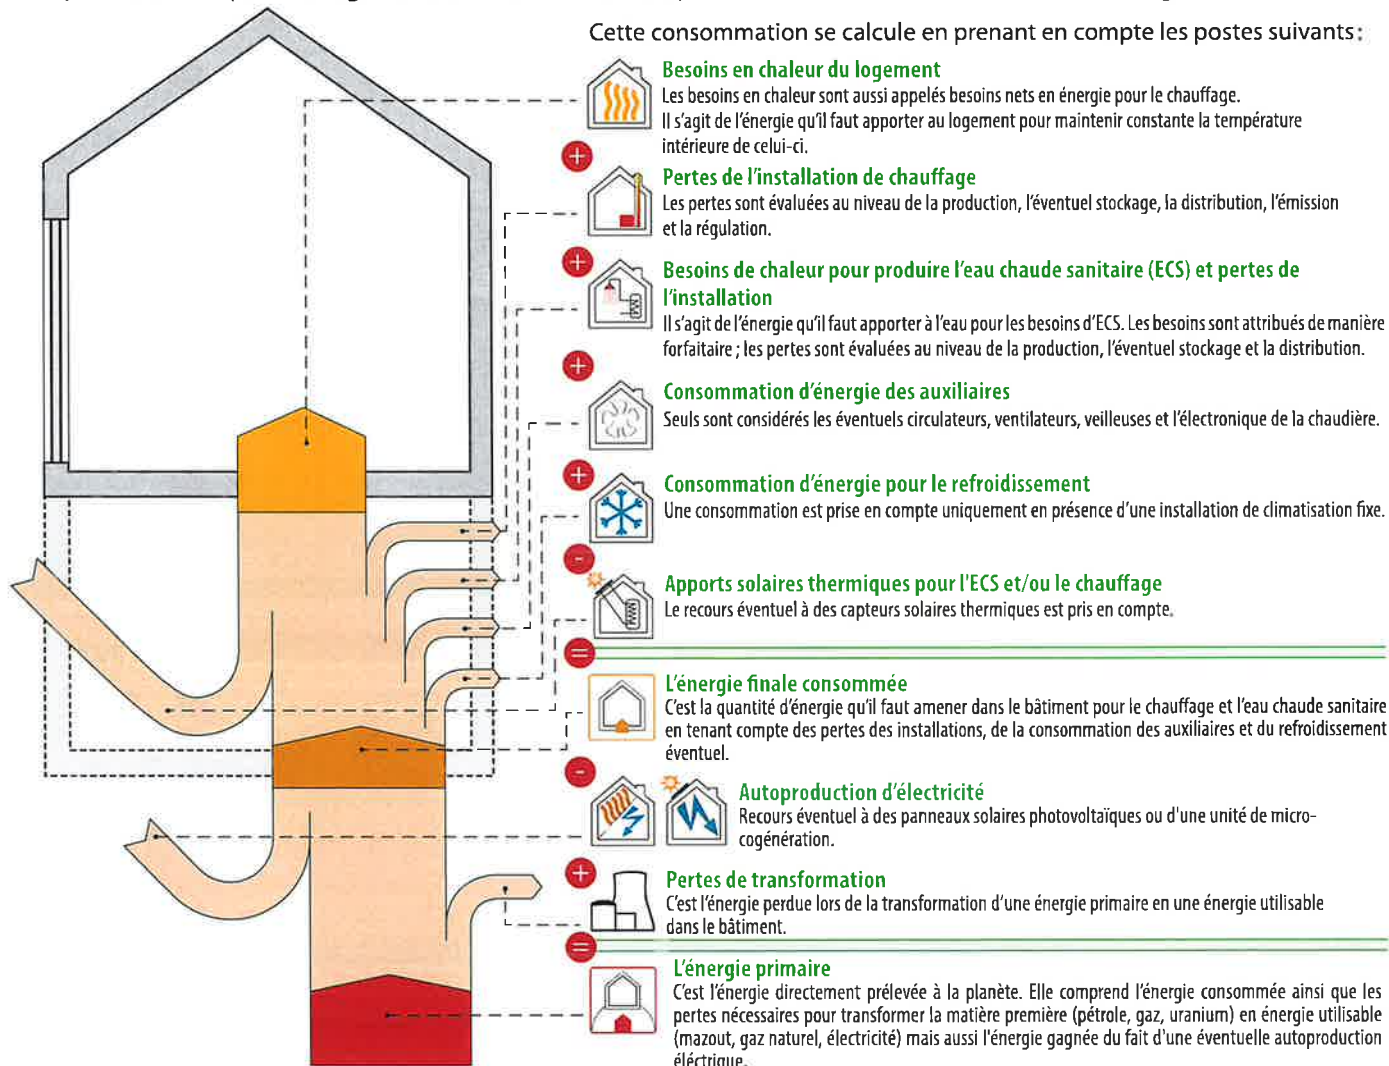 Cette consommation se calcule en prenant en compte les postes suivants :
Besoins en chaleur du logement
Les besoins en chaleur sont aussi appelés besoins nets en énergie pour le chauffage.
Il s'agit de l'énergie qu'il faut apporter au logement pour maintenir constante la température
intérieure de celui-ci.
+
Pertes de l'installation de chauffage
Les pertes sont évaluées au niveau de la production, l'éventuel stockage, la distribution, l'émission
et la régulation.
+
Besoins de chaleur pour produire l'eau chaude sanitaire (ECS) et pertes de
l'installation
Il s'agit de l'énergie qu'il faut apporter à l'eau pour les besoins d'ECS. Les besoins sont attribués de manière
forfaitaire ; les pertes sont évaluées au niveau de la production, l'éventuel stockage et la distribution.
+
Consommation d'énergie des auxiliaires
Seuls sont considérés les éventuels circulateurs, ventilateurs, veilleuses et l'électronique de la chaudière.
+
Consommation d'énergie pour le refroidissement
Une consommation est prise en compte uniquement en présence d'une installation de climatisation fixe.
-
Apports solaires thermiques pour l'ECS et/ou le chauffage
Le recours éventuel à des capteurs solaires thermiques est pris en compte.
=
L'énergie finale consommée
C'est la quantité d'énergie qu'il faut amener dans le bâtiment pour le chauffage et l'eau chaude sanitaire
en tenant compte des pertes des installations, de la consommation des auxiliaires et du refroidissement
éventuel.
-
Autoproduction d'électricité
Recours éventuel à des panneaux solaires photovoltaïques ou d'une unité de micro-
cogénération.
+
Pertes de transformation
C'est l'énergie perdue lors de la transformation d'une énergie primaire en une énergie utilisable
dans le bâtiment.
=
L'énergie primaire
C'est l'énergie directement prélevée à la planète. Elle comprend l'énergie consommée ainsi que les
pertes nécessaires pour transformer la matière première (pétrole, gaz, uranium) en énergie utilisable
(mazout, gaz naturel, électricité) mais aussi l'énergie gagnée du fait d'une éventuelle autoproduction
éléctrique.